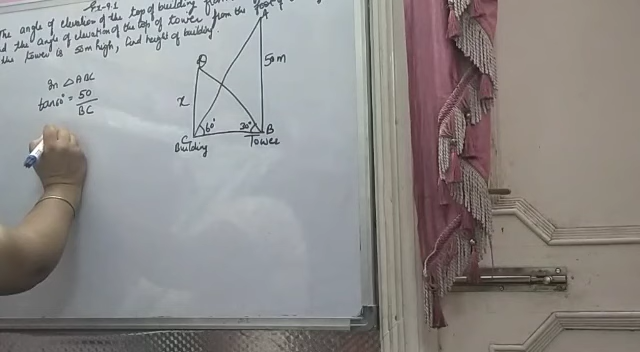 Ex-9.1
The angle of elevation of the top of building from
the angle of elevation of the top of tower from the foot of
the tower is 50m high, find height of building.
In △ABC
tan60° = 50/BC
A
D
50m
x
60°
30°
C
B
Building
Tower